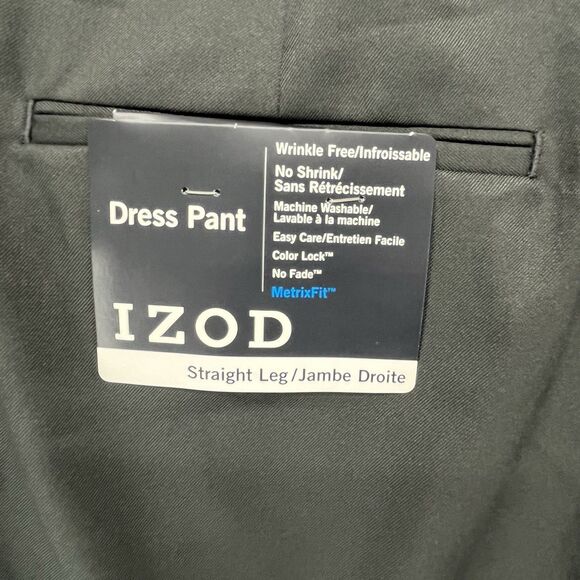 Dress Pant
Wrinkle Free/Infroissable
No Shrink/
Sans Rétrécissement
Machine Washable/
Lavable à la machine
Easy Care/Entretien Facile
Color Lock™
No Fade™
MetrixFit™
IZOD
Straight Leg/Jambe Droite